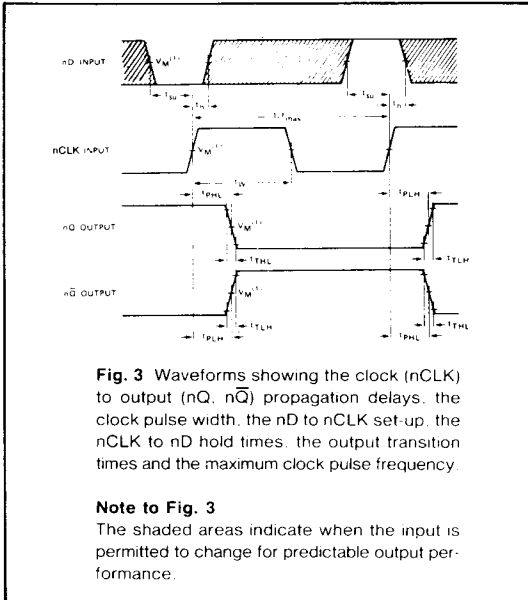 nD INPUT
VM(1)
tsu
th
tsu
th
1/fmax
nCLK INPUT
VM(1)
tW
tPHL
tPLH
nQ OUTPUT
VM(1)
tTHL
tTLH
nQ̅ OUTPUT
VM(1)
tTLH
tTHL
tPLH
tPHL
Fig. 3 Waveforms showing the clock (nCLK)
to output (nQ, nQ̅) propagation delays, the
clock pulse width, the nD to nCLK set-up, the
nCLK to nD hold times, the output transition
times and the maximum clock pulse frequency.
Note to Fig. 3
The shaded areas indicate when the input is
permitted to change for predictable output per-
formance.